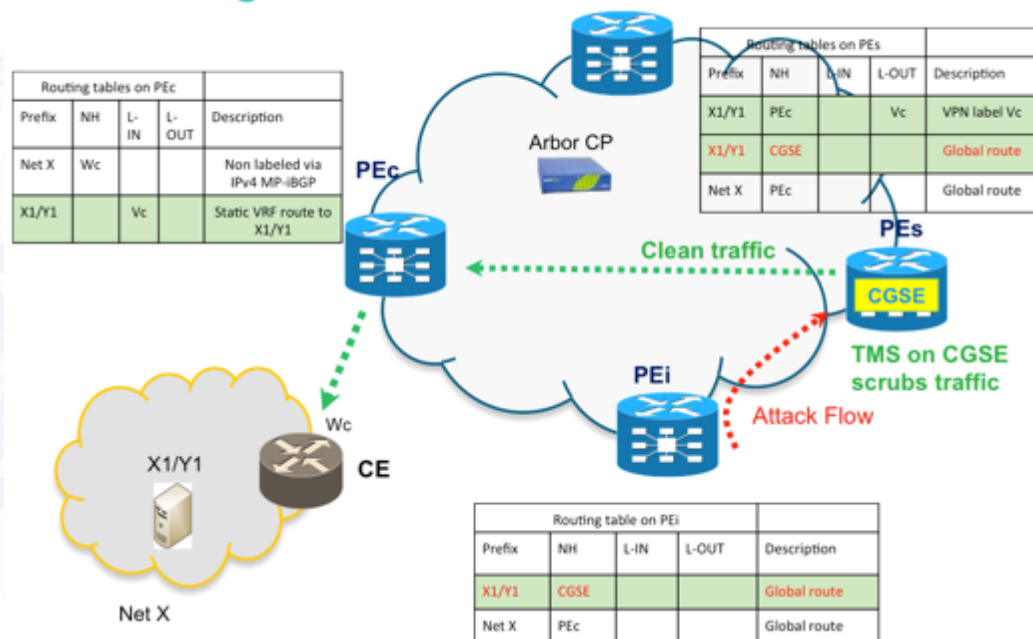 Routing tables on PEs
Prefix NH L-IN L-OUT Description
X1/Y1 PEc Vc VPN label Vc
X1/Y1 CGSE Global route
Net X PEc Global route
Routing tables on PEc
Prefix NH L-IN L-OUT Description
Net X Wc Non labeled via
IPv4 MP-iBGP
X1/Y1 Vc Static VRF route to
X1/Y1
Arbor CP
PEc
PEs
Clean traffic
CGSE
TMS on CGSE
scrubs traffic
PEi
Attack Flow
Wc
CE
X1/Y1
Net X
Routing table on PEi
Prefix NH L-IN L-OUT Description
X1/Y1 CGSE Global route
Net X PEc Global route